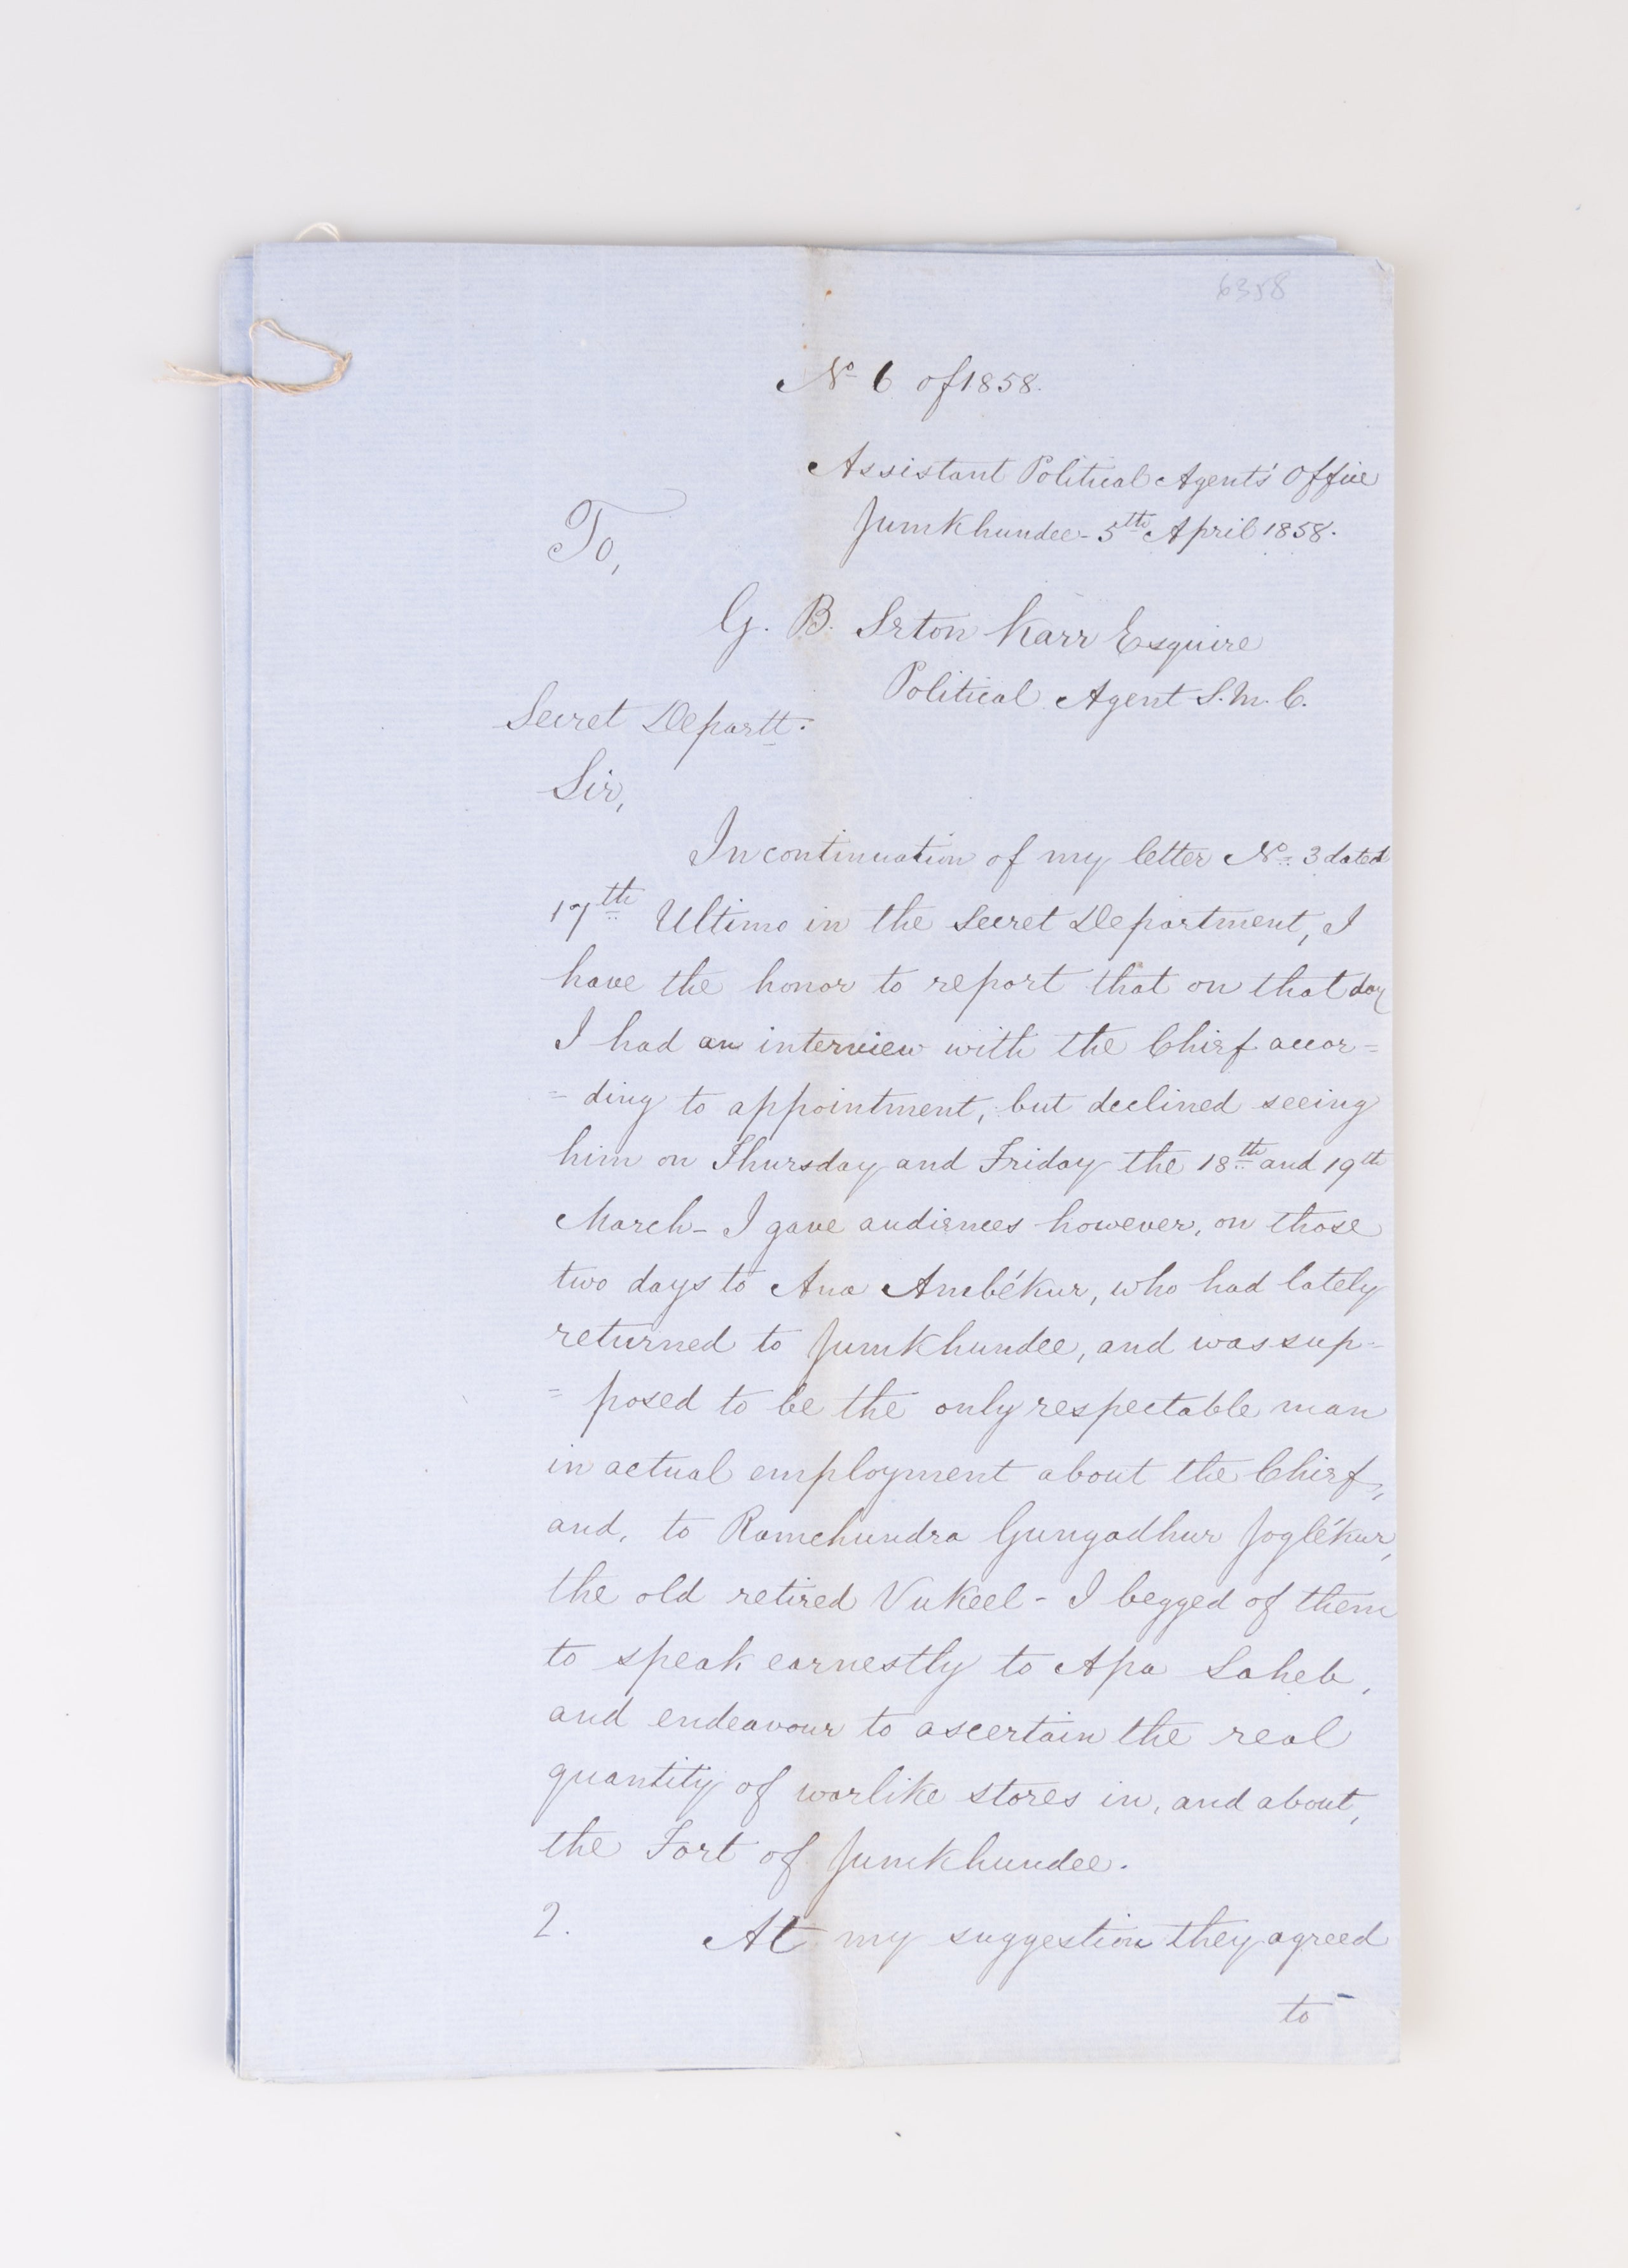 6358
No 6 of 1858.
Assistant Political Agent's Office
Jumkhundee - 5th April 1858.
To,
G. B. Seton Karr Esquire
Political Agent S. M. C.
Secret Departt.
Sir,
In continuation of my letter No. 3 dated
17th Ultimo in the Secret Department, I
have the honor to report that on that day
I had an interview with the Chief accor=
= ding to appointment, but declined seeing
him on Thursday and Friday the 18th and 19th
March - I gave audiences however, on those
two days to Ana Ambékur, who had lately
returned to Jumkhundee, and was sup=
= posed to be the only respectable man
in actual employment about the Chief,
and, to Ramchundra Gungadhur Joglékur,
the old retired Vukeel - I begged of them
to speak earnestly to Apa Saheb,
and endeavour to ascertain the real
quantity of warlike stores in, and about,
the Fort of Jumkhundee.
2. At my suggestion they agreed
to